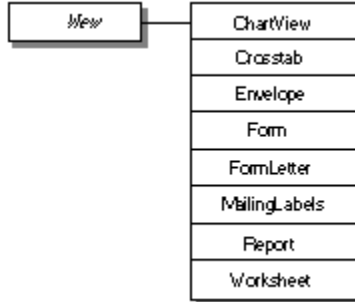 View
ChartView
Crosstab
Envelope
Form
FormLetter
MailingLabels
Report
Worksheet